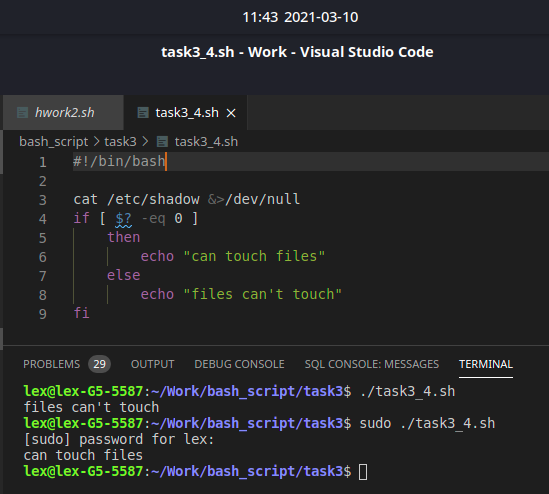 11:43 2021-03-10
task3_4.sh - Work - Visual Studio Code
hwork2.sh task3_4.sh ×
bash_script > task3 > task3_4.sh
1 #!/bin/bash
2
3 cat /etc/shadow &>/dev/null
4 if [ $? -eq 0 ]
5 then
6 echo "can touch files"
7 else
8 echo "files can't touch"
9 fi
PROBLEMS 29 OUTPUT DEBUG CONSOLE SQL CONSOLE: MESSAGES TERMINAL
lex@lex-G5-5587:~/Work/bash_script/task3$ ./task3_4.sh
files can't touch
lex@lex-G5-5587:~/Work/bash_script/task3$ sudo ./task3_4.sh
[sudo] password for lex:
can touch files
lex@lex-G5-5587:~/Work/bash_script/task3$